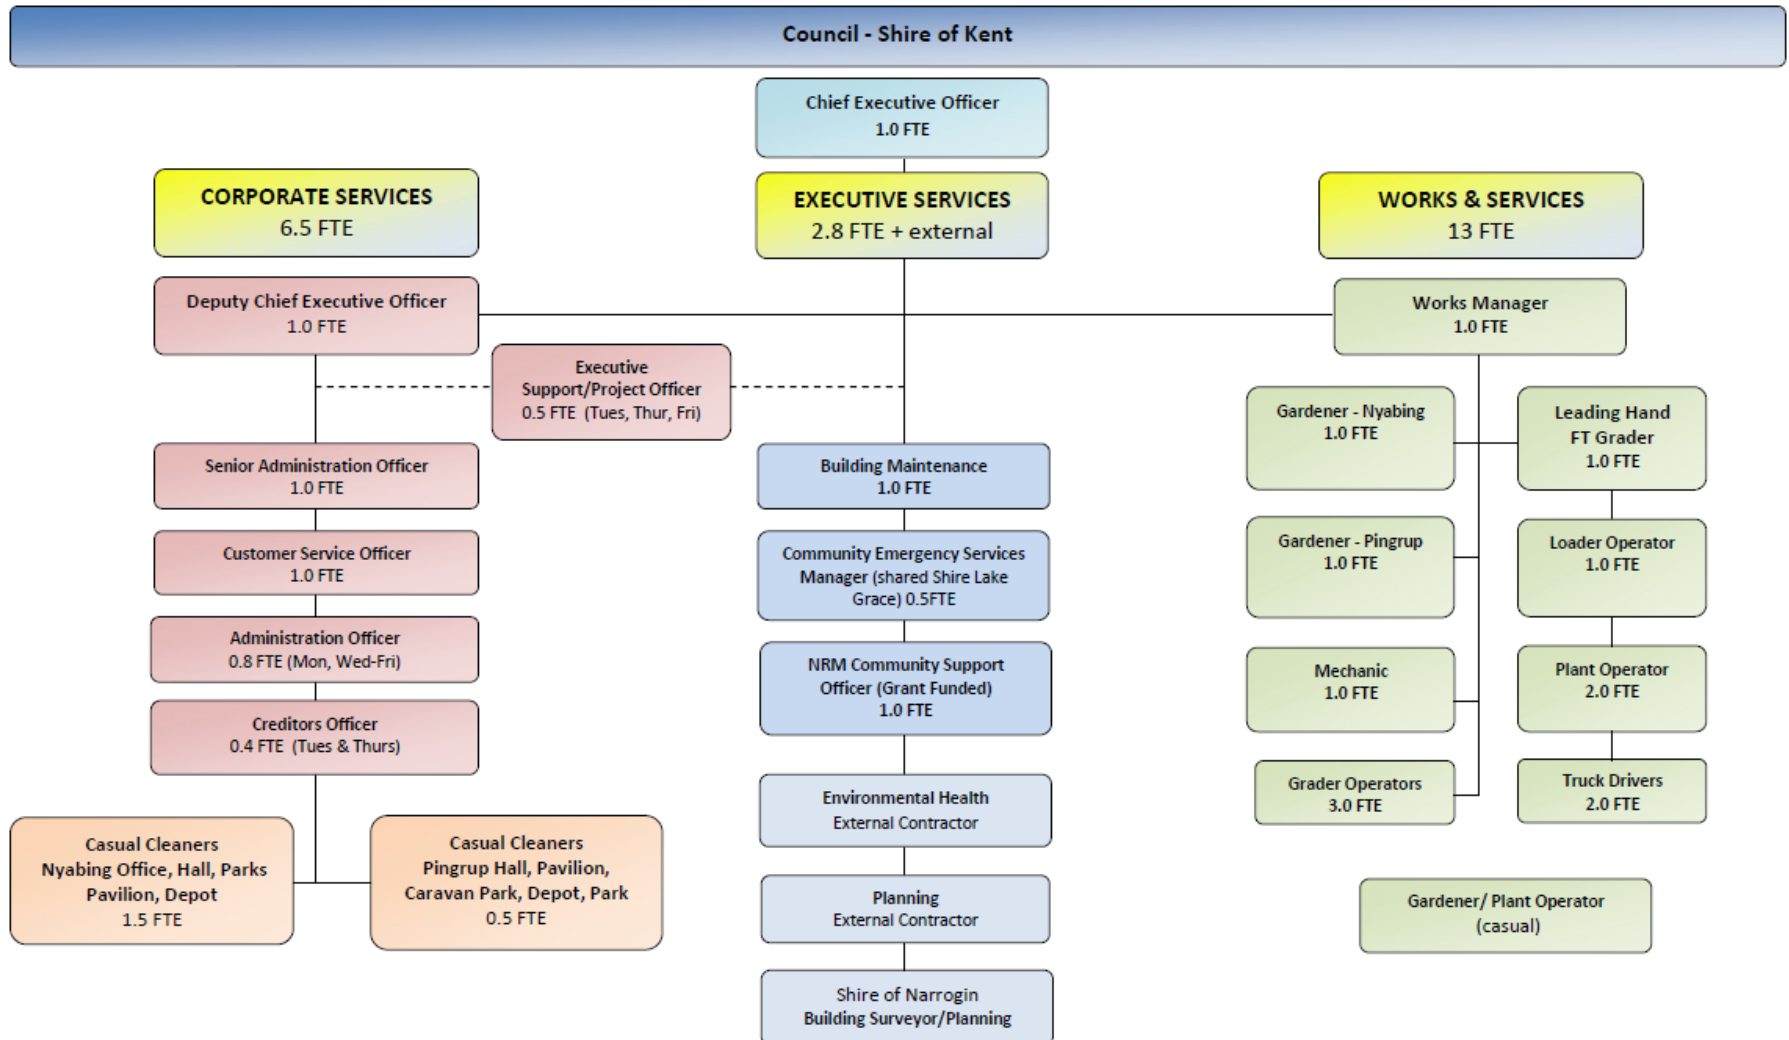 Council - Shire of Kent
Chief Executive Officer
1.0 FTE
CORPORATE SERVICES
6.5 FTE
EXECUTIVE SERVICES
2.8 FTE + external
WORKS & SERVICES
13 FTE
Deputy Chief Executive Officer
1.0 FTE
Works Manager
1.0 FTE
Executive
Support/Project Officer
0.5 FTE (Tues, Thur, Fri)
Senior Administration Officer
1.0 FTE
Customer Service Officer
1.0 FTE
Administration Officer
0.8 FTE (Mon, Wed-Fri)
Creditors Officer
0.4 FTE (Tues & Thurs)
Casual Cleaners
Nyabing Office, Hall, Parks
Pavilion, Depot
1.5 FTE
Casual Cleaners
Pingrup Hall, Pavilion,
Caravan Park, Depot, Park
0.5 FTE
Building Maintenance
1.0 FTE
Community Emergency Services
Manager (shared Shire Lake
Grace) 0.5FTE
NRM Community Support
Officer (Grant Funded)
1.0 FTE
Environmental Health
External Contractor
Planning
External Contractor
Shire of Narrogin
Building Surveyor/Planning
Gardener - Nyabing
1.0 FTE
Gardener - Pingrup
1.0 FTE
Mechanic
1.0 FTE
Grader Operators
3.0 FTE
Leading Hand
FT Grader
1.0 FTE
Loader Operator
1.0 FTE
Plant Operator
2.0 FTE
Truck Drivers
2.0 FTE
Gardener/ Plant Operator
(casual)